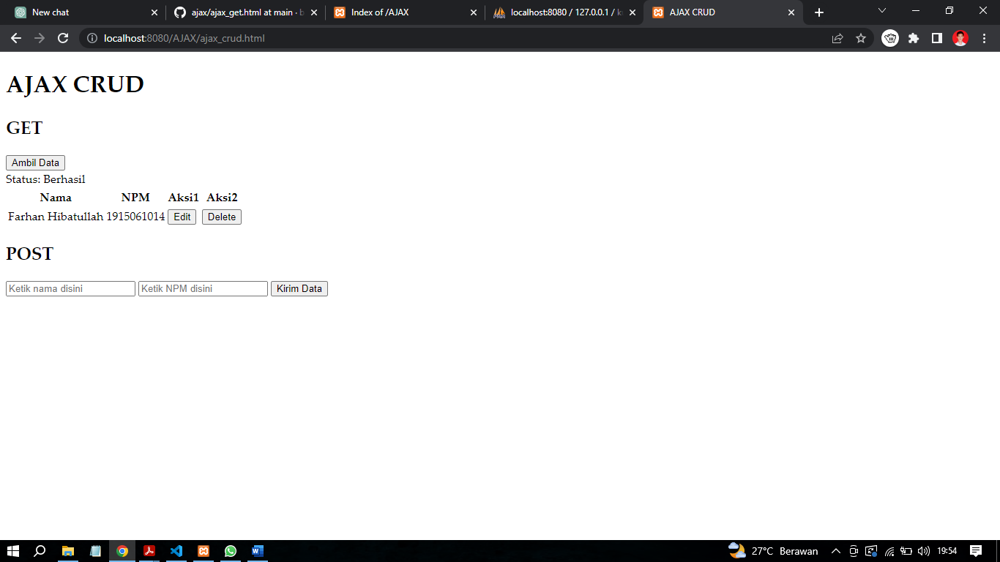 New chat
ajax/ajax_get.html at main · b
Index of /AJAX
localhost:8080 / 127.0.0.1 /
AJAX CRUD
localhost:8080/AJAX/ajax_crud.html
AJAX CRUD
GET
Ambil Data
Status: Berhasil
Nama NPM Aksi1 Aksi2
Farhan Hibatullah 1915061014 Edit Delete
POST
Ketik nama disini Ketik NPM disini Kirim Data
27°C Berawan 19:54